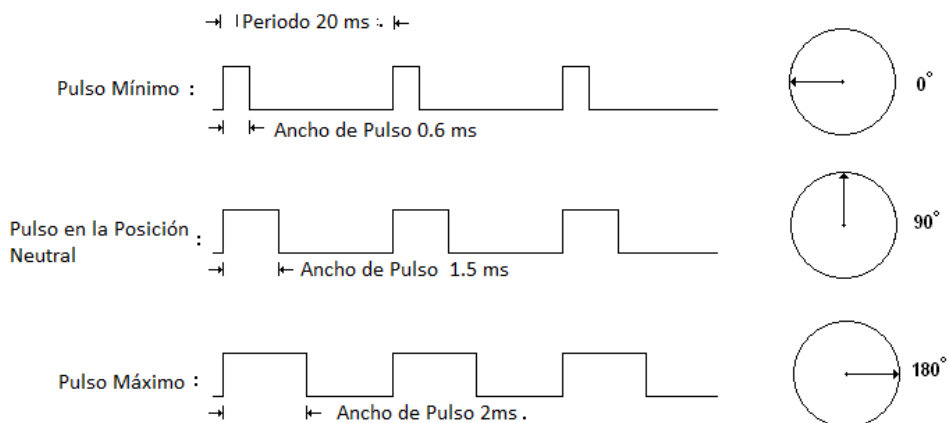 Periodo 20 ms :.
Pulso Mínimo :
0°
Ancho de Pulso 0.6 ms
Pulso en la Posición
Neutral :
90°
Ancho de Pulso 1.5 ms
Pulso Máximo :
180°
Ancho de Pulso 2ms .